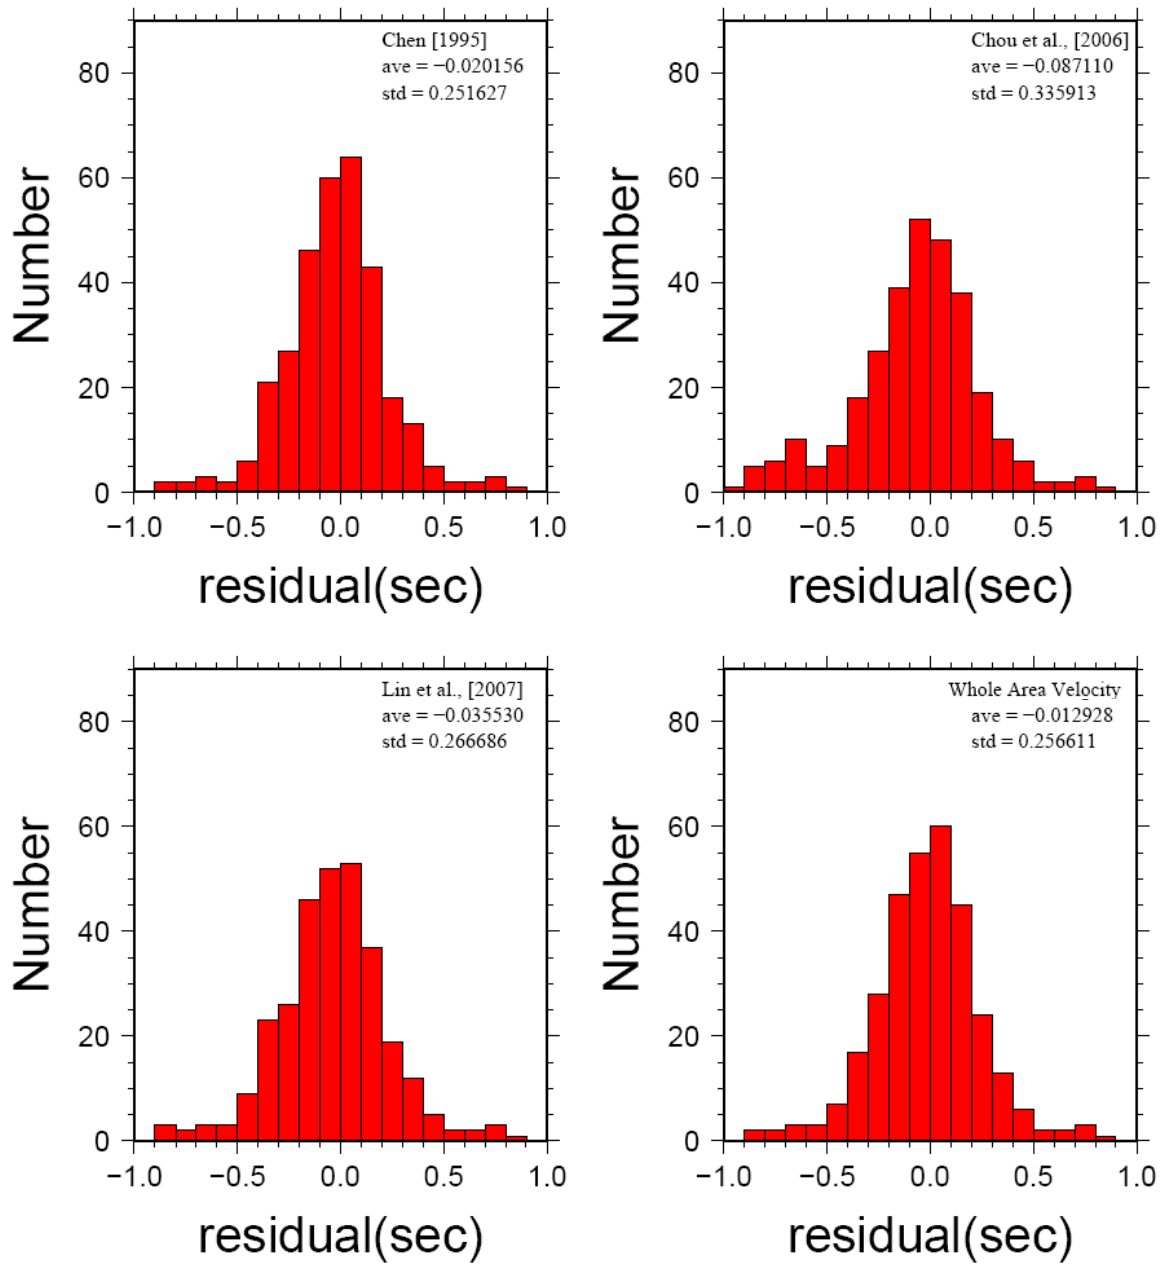 Chen [1995]
ave = −0.020156
std = 0.251627
80
60
40
20
0
Number
−1.0 −0.5 0.0 0.5 1.0
residual(sec)
Chou et al., [2006]
ave = −0.087110
std = 0.335913
80
60
40
20
0
Number
−1.0 −0.5 0.0 0.5 1.0
residual(sec)
Lin et al., [2007]
ave = −0.035530
std = 0.266686
80
60
40
20
0
Number
−1.0 −0.5 0.0 0.5 1.0
residual(sec)
Whole Area Velocity
ave = −0.012928
std = 0.256611
80
60
40
20
0
Number
−1.0 −0.5 0.0 0.5 1.0
residual(sec)